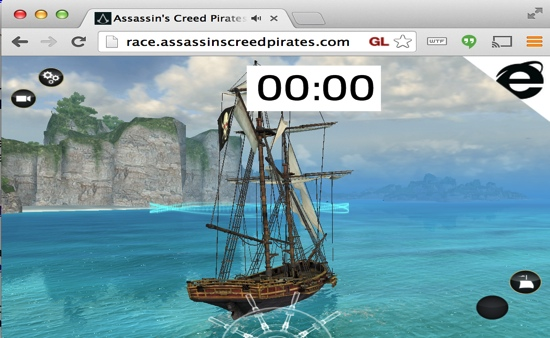 Assassin's Creed Pirates
race.assassinscreedpirates.com GL WTF
00:00